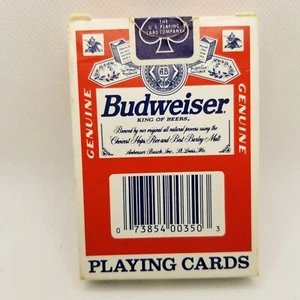 THE
U.S. PLAYING
CARD COMPANY
GENUINE
GENUINE
Budweiser
KING OF BEERS
Brewed by our original all natural process using the
Choicest Hops, Rice and Best Barley Malt
Anheuser-Busch, Inc., St. Louis, Mo.
0 73854 00350 3
PLAYING CARDS